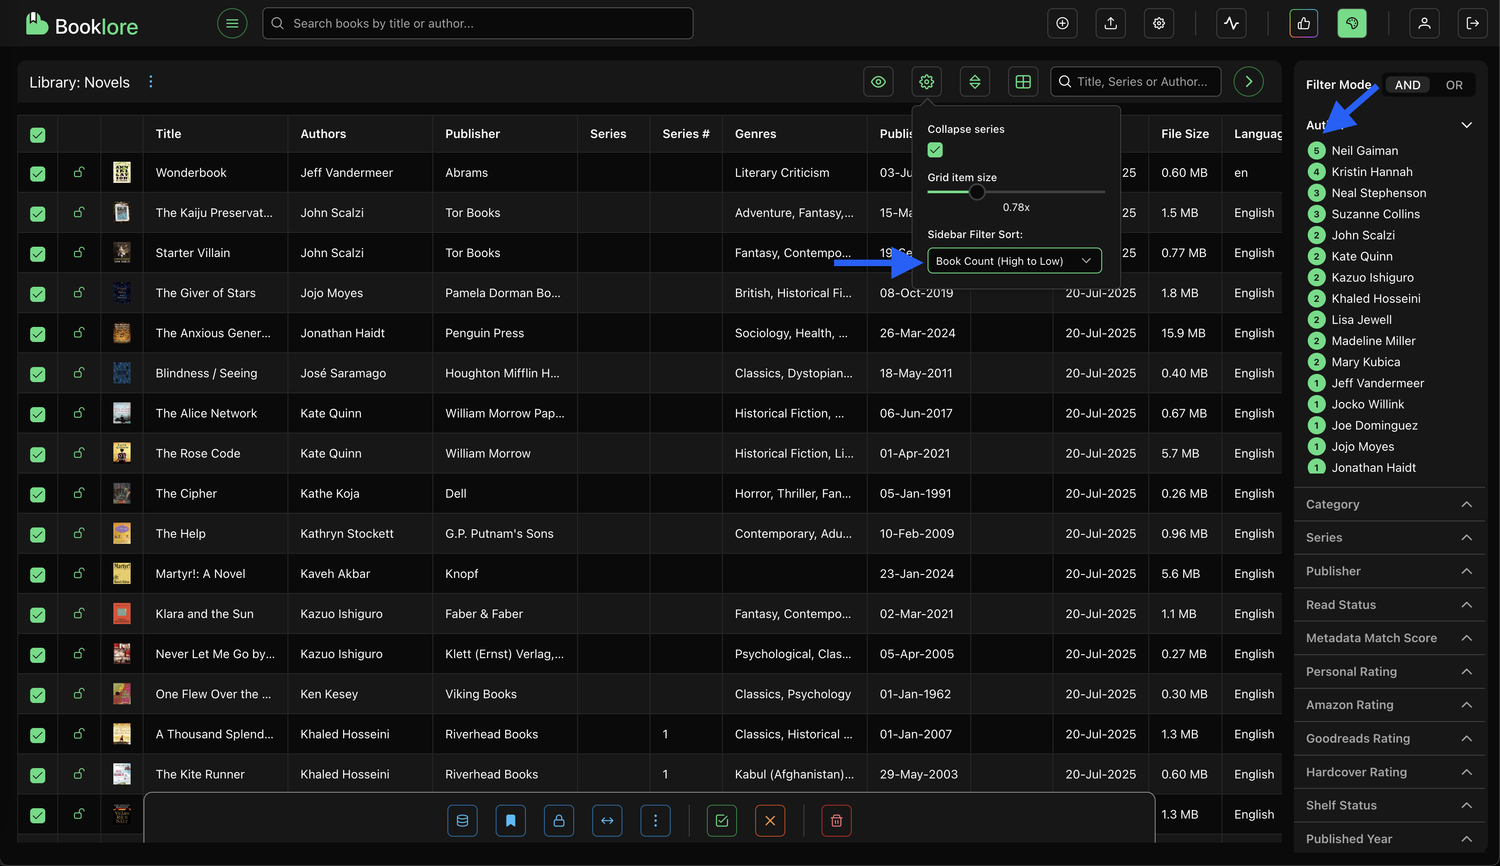 Booklore
Search books by title or author...
Library: Novels
Title, Series or Author...
Filter Mode AND OR
Collapse series
Grid item size
0.78x
Sidebar Filter Sort:
Book Count (High to Low)
Title Authors Publisher Series Series # Genres File Size
Wonderbook Jeff Vandermeer Abrams Literary Criticism 0.60 MB en
The Kaiju Preservat... John Scalzi Tor Books Adventure, Fantasy,... 1.5 MB English
Starter Villain John Scalzi Tor Books Fantasy, Contempo... 0.77 MB English
The Giver of Stars Jojo Moyes Pamela Dorman Bo... British, Historical Fi... 08-Oct-2019 20-Jul-2025 1.8 MB English
The Anxious Gener... Jonathan Haidt Penguin Press Sociology, Health, ... 26-Mar-2024 20-Jul-2025 15.9 MB English
Blindness / Seeing José Saramago Houghton Mifflin H... Classics, Dystopian... 18-May-2011 20-Jul-2025 0.40 MB English
The Alice Network Kate Quinn William Morrow Pap... Historical Fiction, ... 06-Jun-2017 20-Jul-2025 0.67 MB English
The Rose Code Kate Quinn William Morrow Historical Fiction, Li... 01-Apr-2021 20-Jul-2025 5.7 MB English
The Cipher Kathe Koja Dell Horror, Thriller, Fan... 05-Jan-1991 20-Jul-2025 0.26 MB English
The Help Kathryn Stockett G.P. Putnam's Sons Contemporary, Adu... 10-Feb-2009 20-Jul-2025 0.96 MB English
Martyr!: A Novel Kaveh Akbar Knopf 23-Jan-2024 20-Jul-2025 5.6 MB English
Klara and the Sun Kazuo Ishiguro Faber & Faber Fantasy, Contempo... 02-Mar-2021 20-Jul-2025 1.1 MB English
Never Let Me Go by... Kazuo Ishiguro Klett (Ernst) Verlag,... Psychological, Clas... 05-Apr-2005 20-Jul-2025 0.27 MB English
One Flew Over the ... Ken Kesey Viking Books Classics, Psychology 01-Jan-1962 20-Jul-2025 0.30 MB English
A Thousand Splend... Khaled Hosseini Riverhead Books 1 Classics, Historical ... 01-Jan-2007 20-Jul-2025 1.3 MB English
The Kite Runner Khaled Hosseini Riverhead Books 1 Kabul (Afghanistan)... 29-May-2003 20-Jul-2025 0.60 MB English
1.3 MB English
5 Neil Gaiman
4 Kristin Hannah
3 Neal Stephenson
3 Suzanne Collins
2 John Scalzi
2 Kate Quinn
2 Kazuo Ishiguro
2 Khaled Hosseini
2 Lisa Jewell
2 Madeline Miller
2 Mary Kubica
1 Jeff Vandermeer
1 Jocko Willink
1 Joe Dominguez
1 Jojo Moyes
1 Jonathan Haidt
Category
Series
Publisher
Read Status
Metadata Match Score
Personal Rating
Amazon Rating
Goodreads Rating
Hardcover Rating
Shelf Status
Published Year